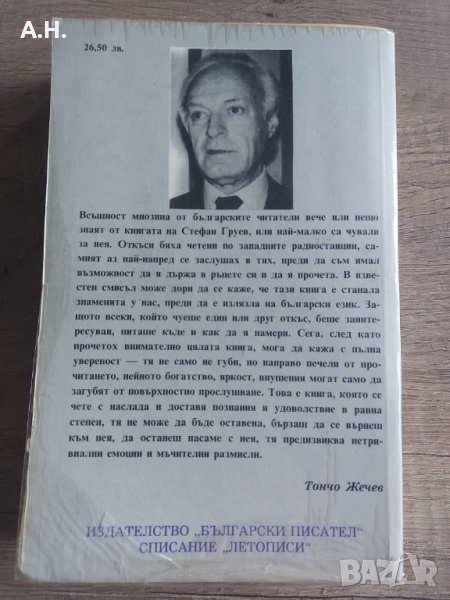 A.H.
26,50 лв.
Всъщност мнозина от българските читатели вече или нещо
знаят от книгата на Стефан Груев, или най-малко са чували
за нея. Откъси бяха четени по западните радиостанции, са-
мият аз най-напред се заслушах в тях, преди да съм имал
възможност да я държа в ръцете си и да я прочета. В извес-
тен смисъл може дори да се каже, че тази книга е станала
знаменита у нас, преди да е излязла на български език. За-
щото всеки, който чуеше един или друг откъс, беше заинте-
ресуван, питаше къде и как да я намери. Сега, след като
прочетох внимателно цялата книга, мога да кажа с пълна
увереност — тя не само не губи, но направо печели от про-
читането, нейното богатство, яркост, внушения могат само да
загубят от повърхностно прослушване. Това е книга, която се
чете с наслада и доставя познания и удоволствие в равна
степен, тя не може да бъде оставена, бързаш да се върнеш
към нея, да останеш насаме с нея, тя предизвиква нетри-
виални емоции и мъчителни размисли.
Тончо Жечев
ИЗДАТЕЛСТВО „БЪЛГАРСКИ ПИСАТЕЛ“
СПИСАНИЕ „ЛЕТОПИСИ“
BAZAR